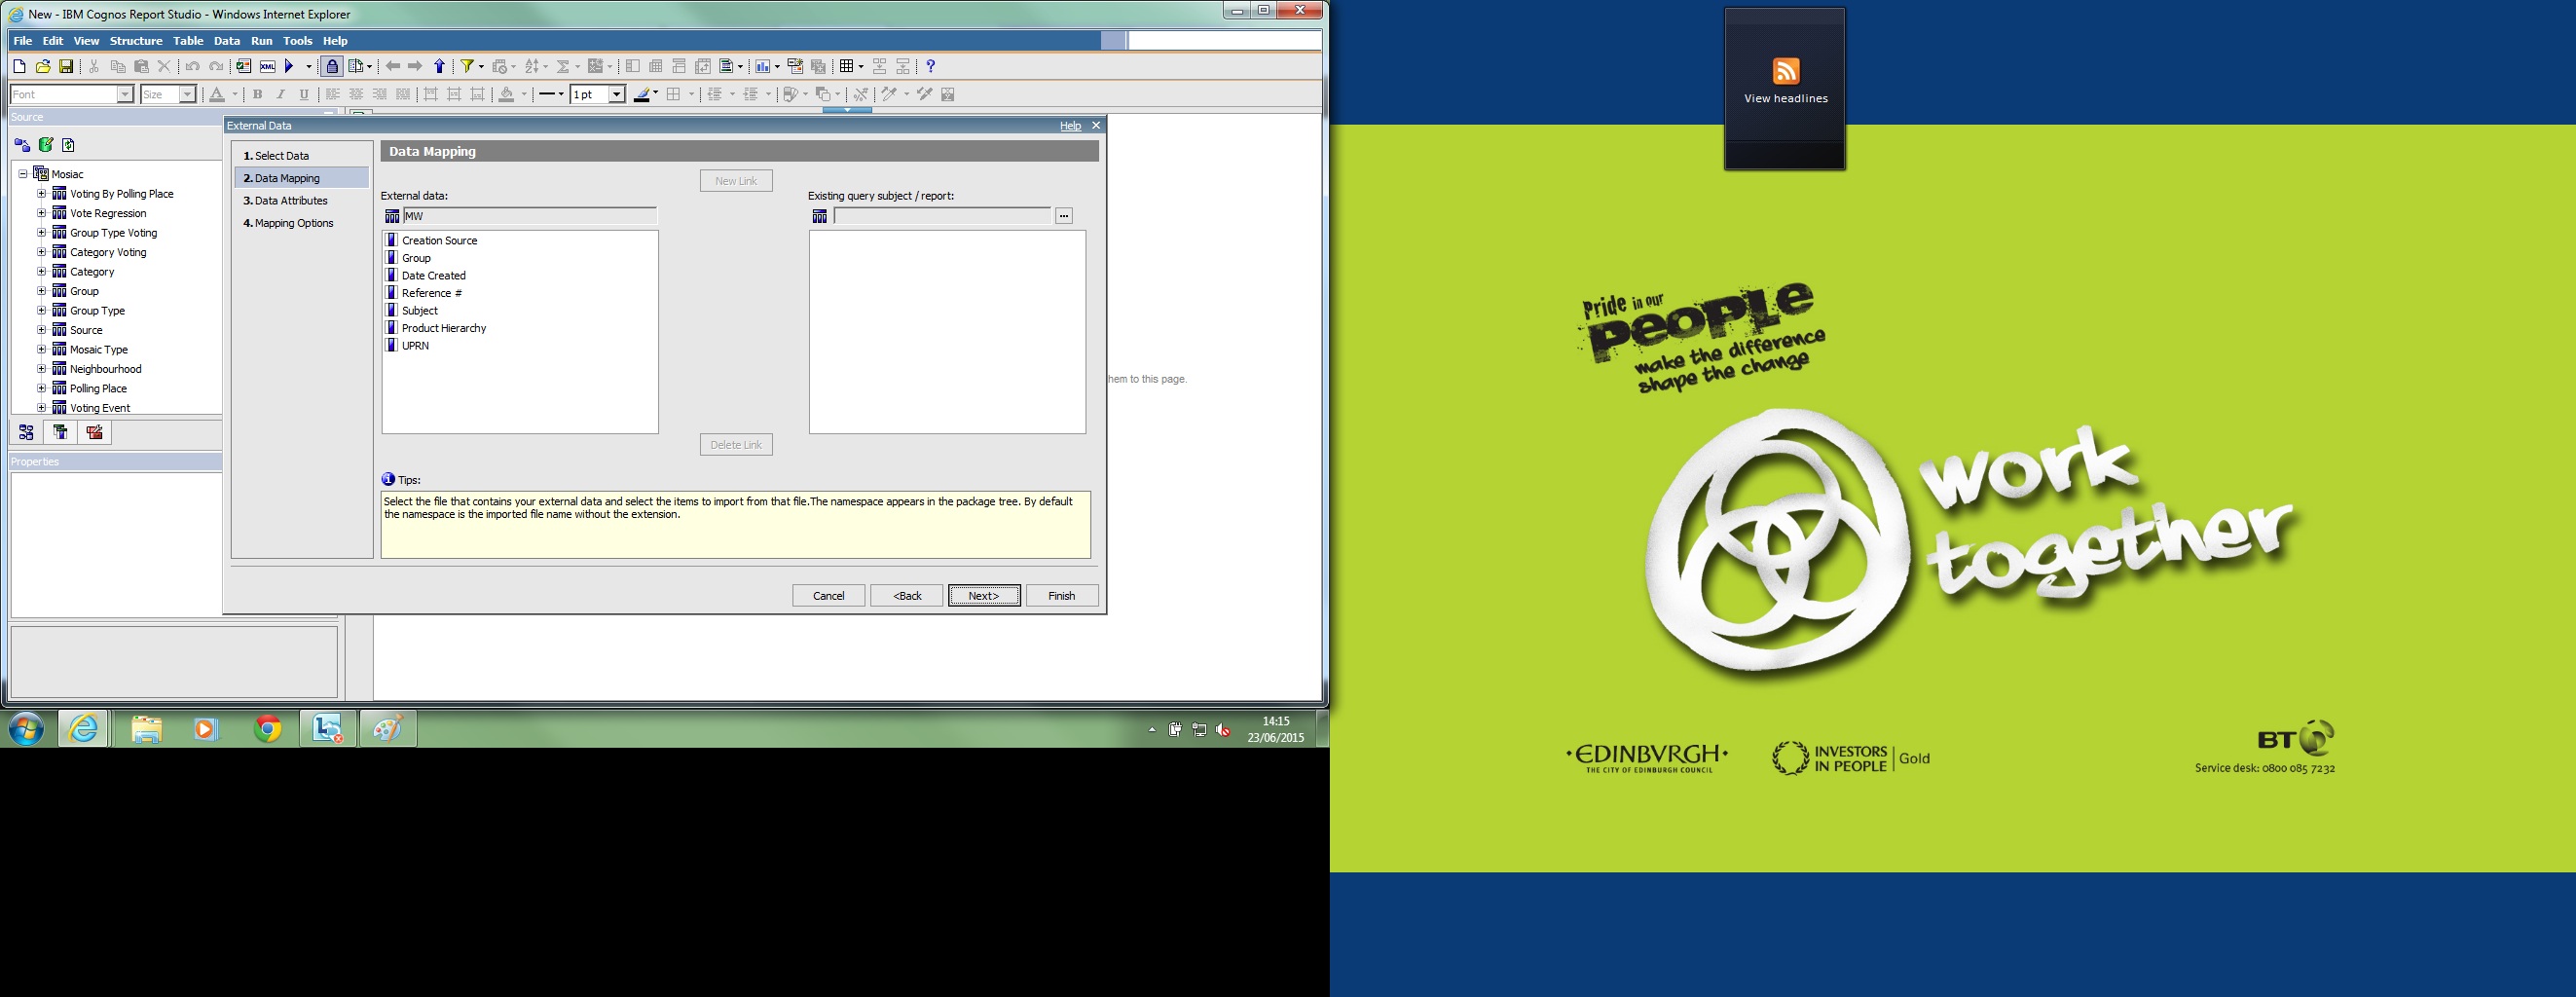 New - IBM Cognos Report Studio - Windows Internet Explorer
File Edit View Structure Table Data Run Tools Help
XML
Font Size A B I U 1 pt
Source
Mosiac
Voting By Polling Place
Vote Regression
Group Type Voting
Category Voting
Category
Group
Group Type
Source
Mosaic Type
Neighbourhood
Polling Place
Voting Event
Properties
External Data Help
1. Select Data
2. Data Mapping
3. Data Attributes
4. Mapping Options
Data Mapping
New Link
External data:
MW
Creation Source
Group
Date Created
Reference #
Subject
Product Hierarchy
UPRN
Existing query subject / report:
...
Delete Link
Tips:
Select the file that contains your external data and select the items to import from that file.The namespace appears in the package tree. By default
the namespace is the imported file name without the extension.
Cancel <Back Next> Finish
hem to this page.
14:15
23/06/2015
View headlines
Pride in our
PEOPLE
make the difference
shape the change
work
together
•EDINBVRGH•
THE CITY OF EDINBURGH COUNCIL
INVESTORS
IN PEOPLE
Gold
BT
Service desk: 0800 085 7232